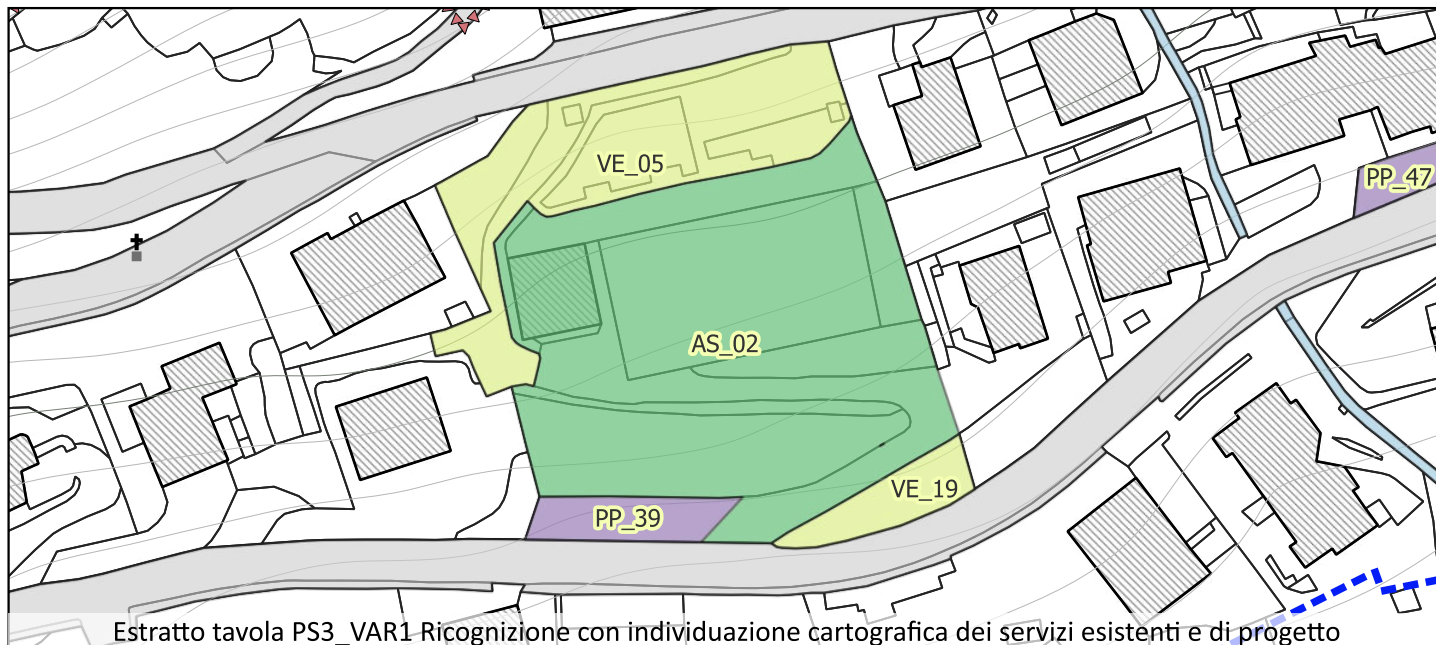 VE_05
PP_47
AS_02
VE_19
PP_39
Estratto tavola PS3_VAR1 Ricognizione con individuazione cartografica dei servizi esistenti e di progetto